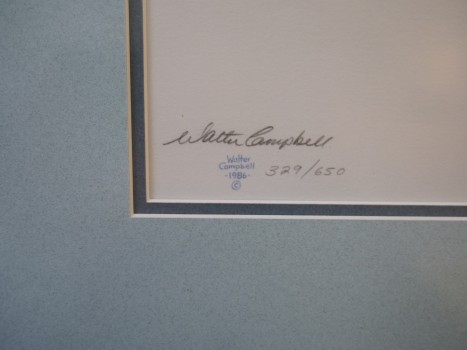 Walter Campbell
Walter
Campbell
·1986·
©
329/650